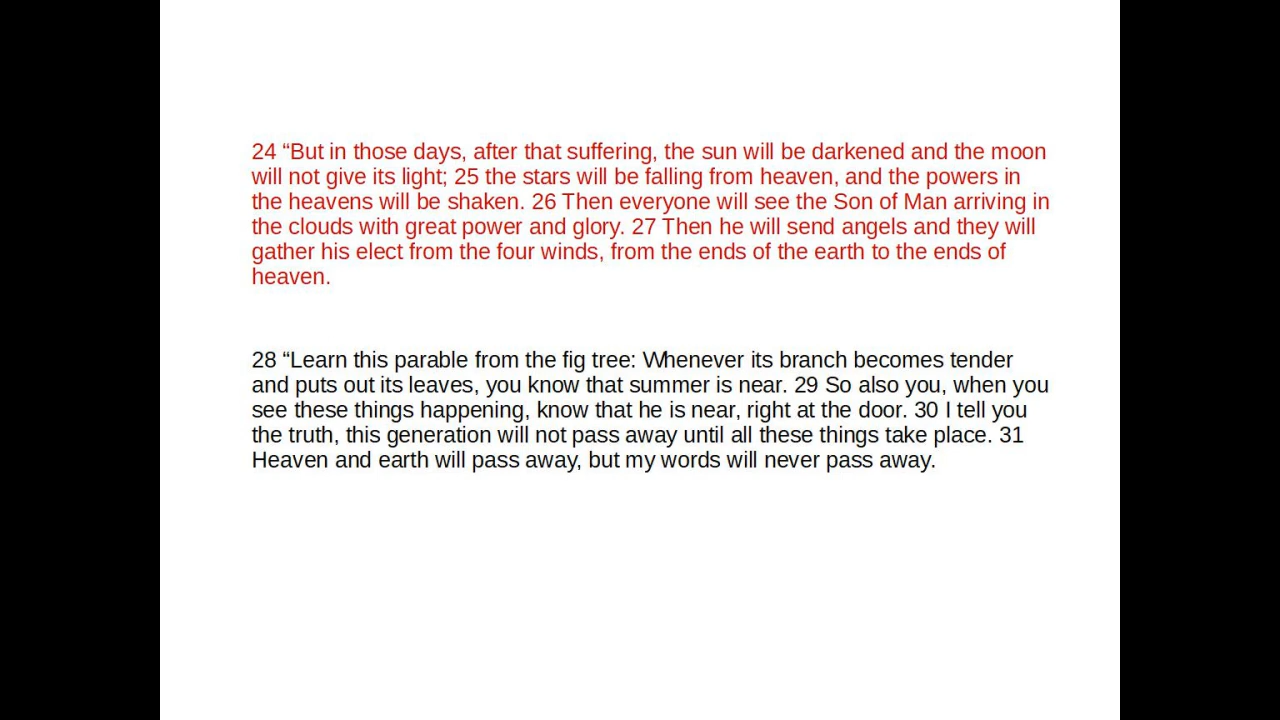 24 “But in those days, after that suffering, the sun will be darkened and the moon
will not give its light; 25 the stars will be falling from heaven, and the powers in
the heavens will be shaken. 26 Then everyone will see the Son of Man arriving in
the clouds with great power and glory. 27 Then he will send angels and they will
gather his elect from the four winds, from the ends of the earth to the ends of
heaven.
28 “Learn this parable from the fig tree: Whenever its branch becomes tender
and puts out its leaves, you know that summer is near. 29 So also you, when you
see these things happening, know that he is near, right at the door. 30 I tell you
the truth, this generation will not pass away until all these things take place. 31
Heaven and earth will pass away, but my words will never pass away.